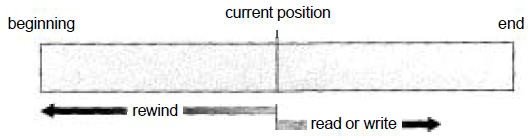 current position
beginning end
rewind
read or write